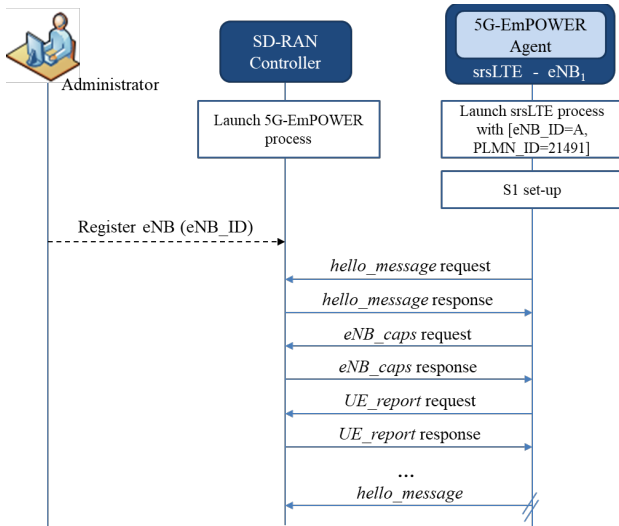 Administrator
SD-RAN
Controller
5G-EmPOWER
Agent
srsLTE - eNB1
Launch 5G-EmPOWER
process
Launch srsLTE process
with [eNB_ID=A,
PLMN_ID=21491]
S1 set-up
Register eNB (eNB_ID)
hello_message request
hello_message response
eNB_caps request
eNB_caps response
UE_report request
UE_report response
...
hello_message